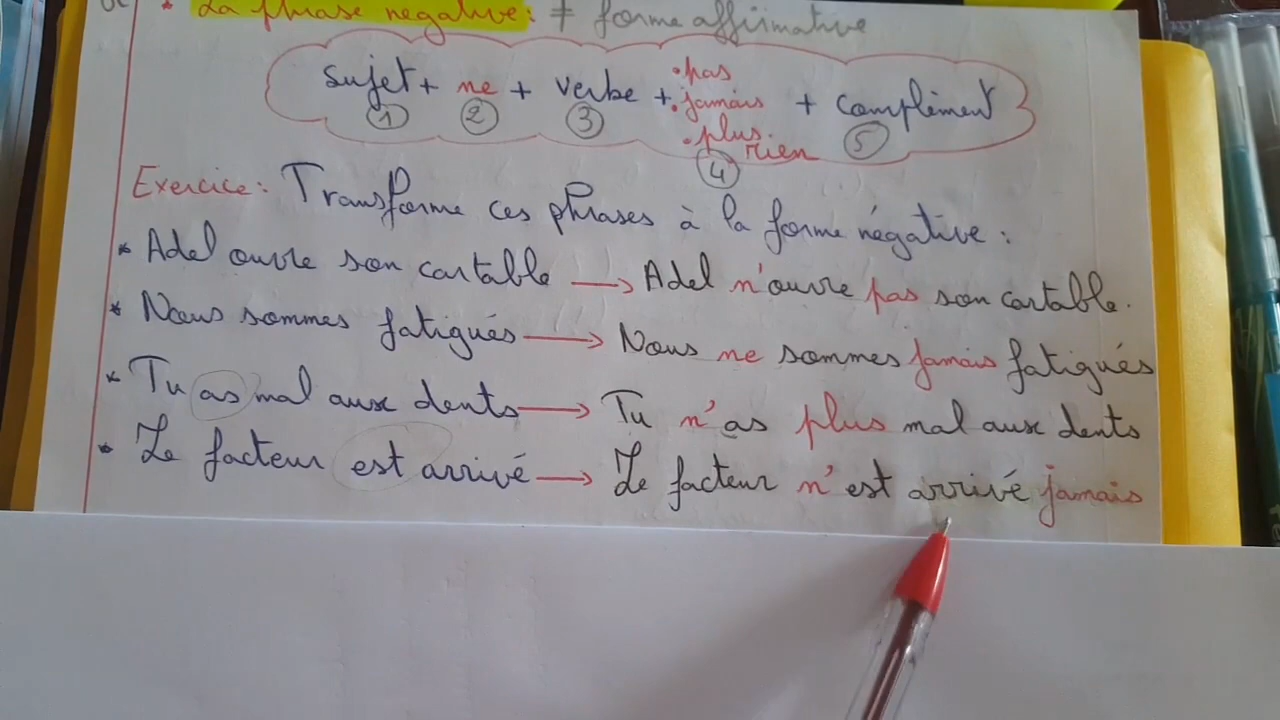 * La phrase négative : ≠ forme affirmative
sujet + ne + verbe + • pas • jamais • plus. rien + complément
1 2 3 4 5
Exercice : Transforme ces phrases à la forme négative :
* Adel ouvre son cartable → Adel n'ouvre pas son cartable.
* Nous sommes fatigués → Nous ne sommes jamais fatigués
* Tu as mal aux dents → Tu n'as plus mal aux dents
* Le facteur est arrivé → Le facteur n'est arrivé jamais